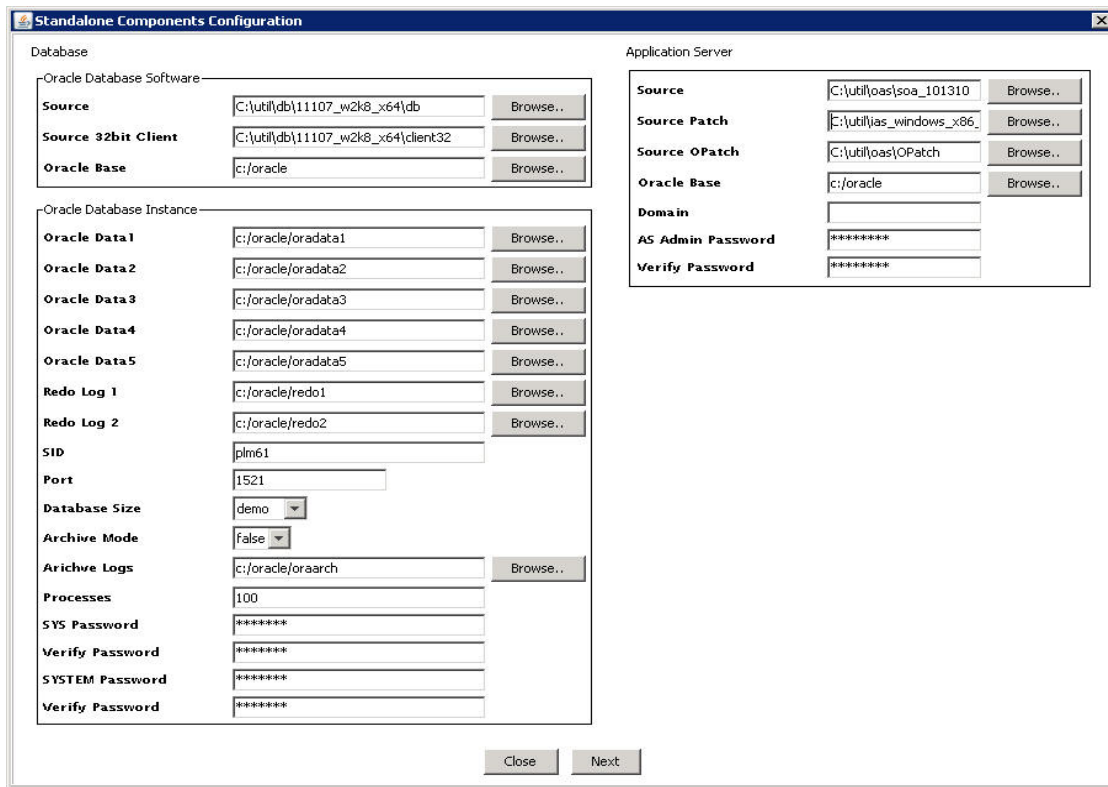 Standalone Components Configuration
Database
Oracle Database Software
Source C:\util\db\11107_w2k8_x64\db Browse..
Source 32bit Client C:\util\db\11107_w2k8_x64\client32 Browse..
Oracle Base c:/oracle Browse..
Oracle Database Instance
Oracle Data1 c:/oracle/oradata1 Browse..
Oracle Data2 c:/oracle/oradata2 Browse..
Oracle Data3 c:/oracle/oradata3 Browse..
Oracle Data4 c:/oracle/oradata4 Browse..
Oracle Data5 c:/oracle/oradata5 Browse..
Redo Log 1 c:/oracle/redo1 Browse..
Redo Log 2 c:/oracle/redo2 Browse..
SID plm61
Port 1521
Database Size demo
Archive Mode false
Arichve Logs c:/oracle/oraarch Browse..
Processes 100
SYS Password *******
Verify Password *******
SYSTEM Password *******
Verify Password *******
Application Server
Source C:\util\oas\soa_101310 Browse..
Source Patch C:\util\ias_windows_x86_ Browse..
Source OPatch C:\util\oas\OPatch Browse..
Oracle Base c:/oracle Browse..
Domain
AS Admin Password ********
Verify Password ********
Close Next